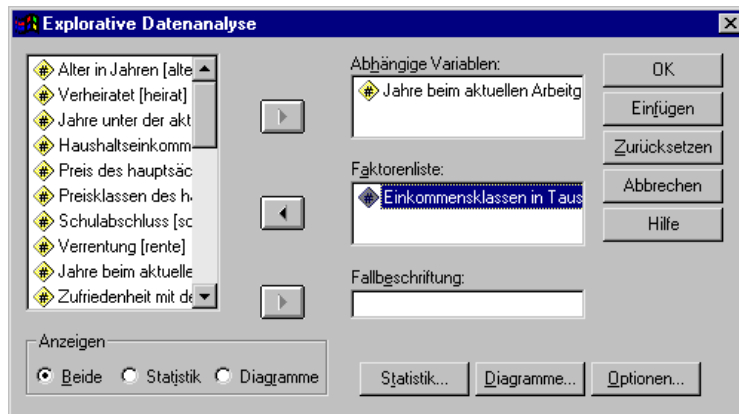 Explorative Datenanalyse
Alter in Jahren [alte
Verheiratet [heirat]
Jahre unter der akt
Haushaltseinkomm
Preis des hauptsäc
Preisklassen des h
Schulabschluss [sc
Verrentung [rente]
Jahre beim aktuelle
Zufriedenheit mit de
Abhängige Variablen:
Jahre beim aktuellen Arbeitg
Faktorenliste:
Einkommensklassen in Taus
Fallbeschriftung:
OK
Einfügen
Zurücksetzen
Abbrechen
Hilfe
Anzeigen
Beide Statistik Diagramme
Statistik... Diagramme... Optionen...